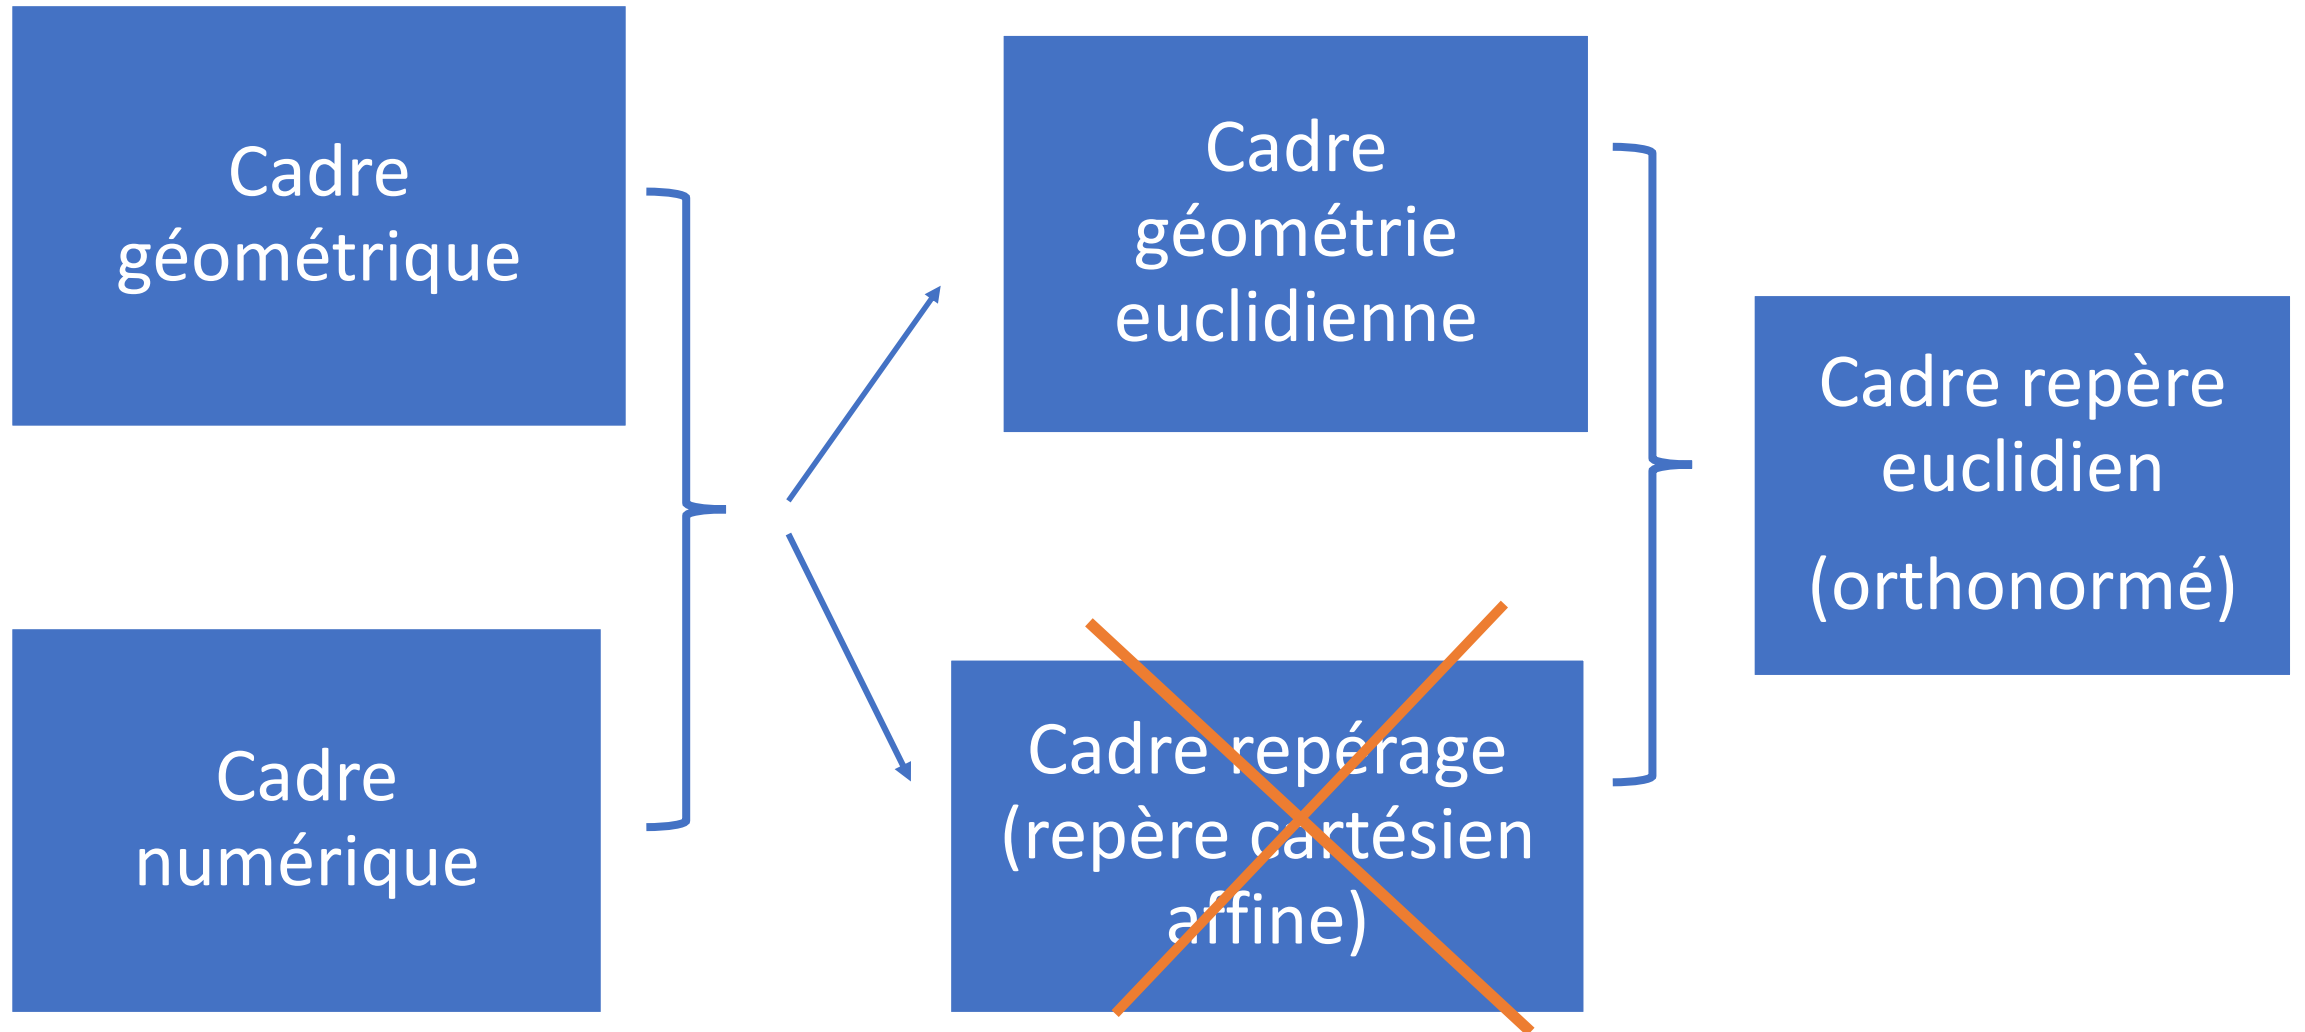 Cadre
géométrique
Cadre
numérique
Cadre
géométrie
euclidienne
Cadre repérage
(repère cartésien
affine)
Cadre repère
euclidien
(orthonormé)